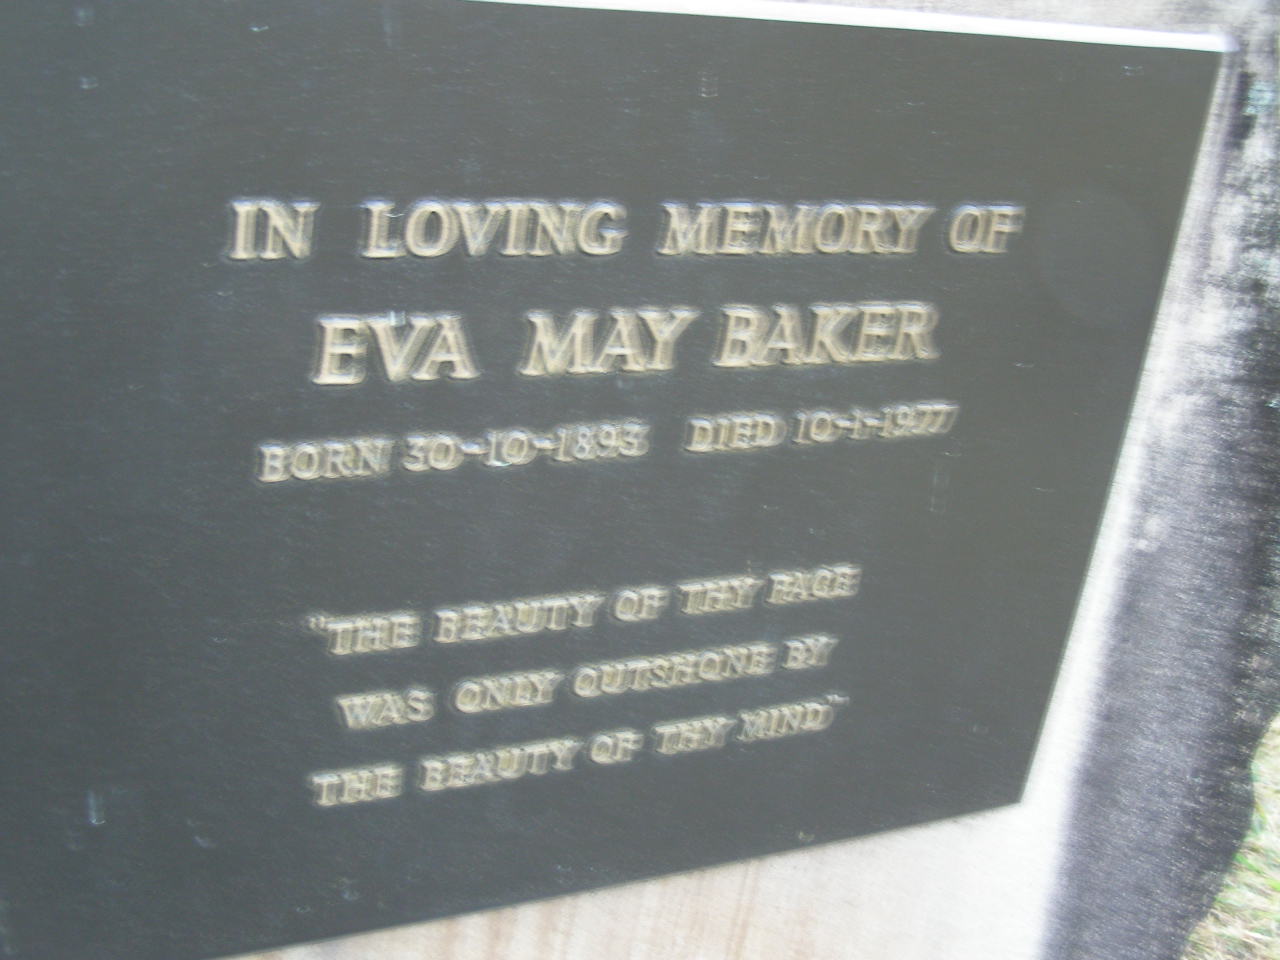 IN LOVING MEMORY OF
EVA MAY BAKER
BORN 30-10-1893 DIED 10-1-1977
"THE BEAUTY OF THY FACE
WAS ONLY OUTSHONE BY
THE BEAUTY OF THY MIND"